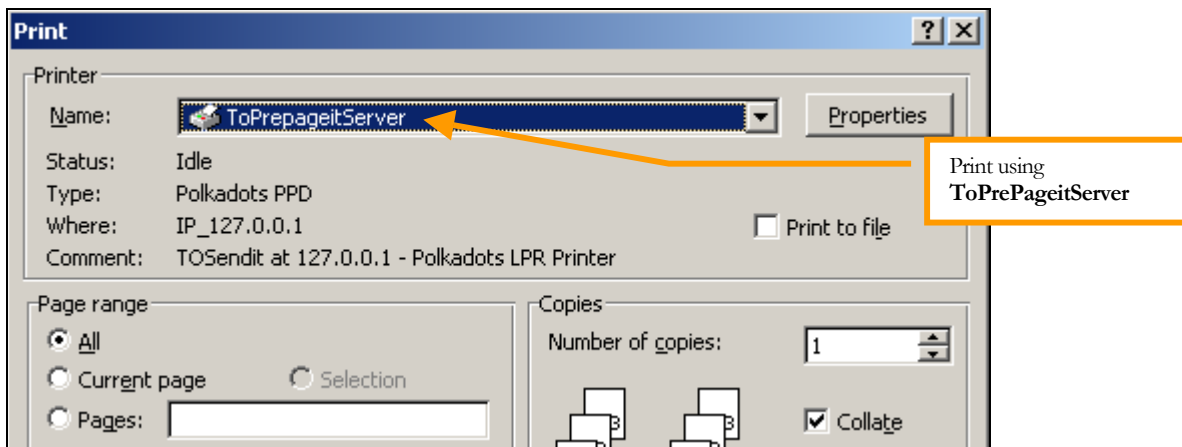 Print
Printer
Name: ToPrepageitServer Properties
Status: Idle
Type: Polkadots PPD
Where: IP_127.0.0.1 Print to file
Comment: TOSendit at 127.0.0.1 - Polkadots LPR Printer
Print using
ToPrePageitServer
Page range
All
Current page Selection
Pages:
Copies
Number of copies: 1
3 3
Collate